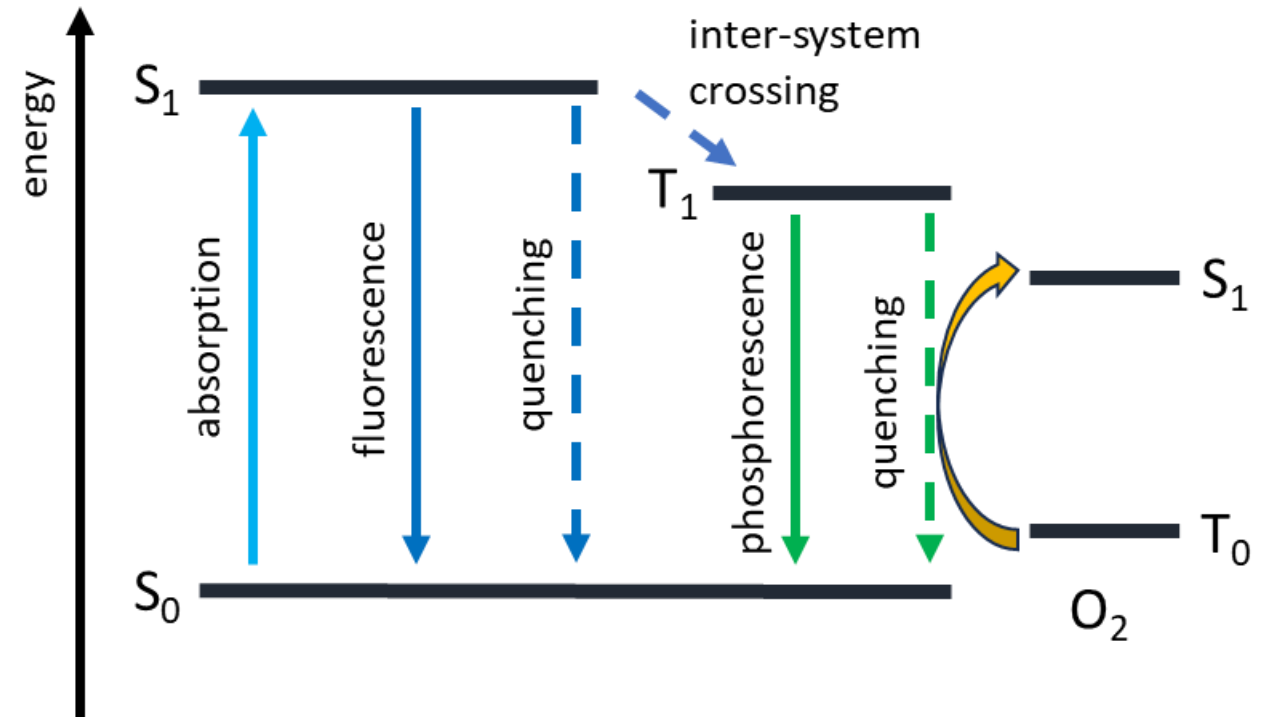 energy
S₁
absorption
fluorescence
quenching
inter-system
crossing
T₁
phosphorescence
quenching
S₁
T₀
O₂
S₀